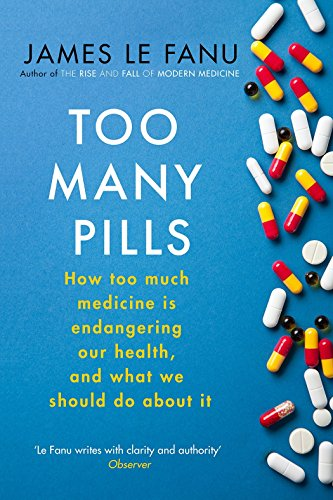 JAMES LE FANU
Author of THE RISE AND FALL OF MODERN MEDICINE
TOO
MANY
PILLS
How too much
medicine is
endangering
our health,
and what we
should do about it
‘Le Fanu writes with clarity and authority’
Observer